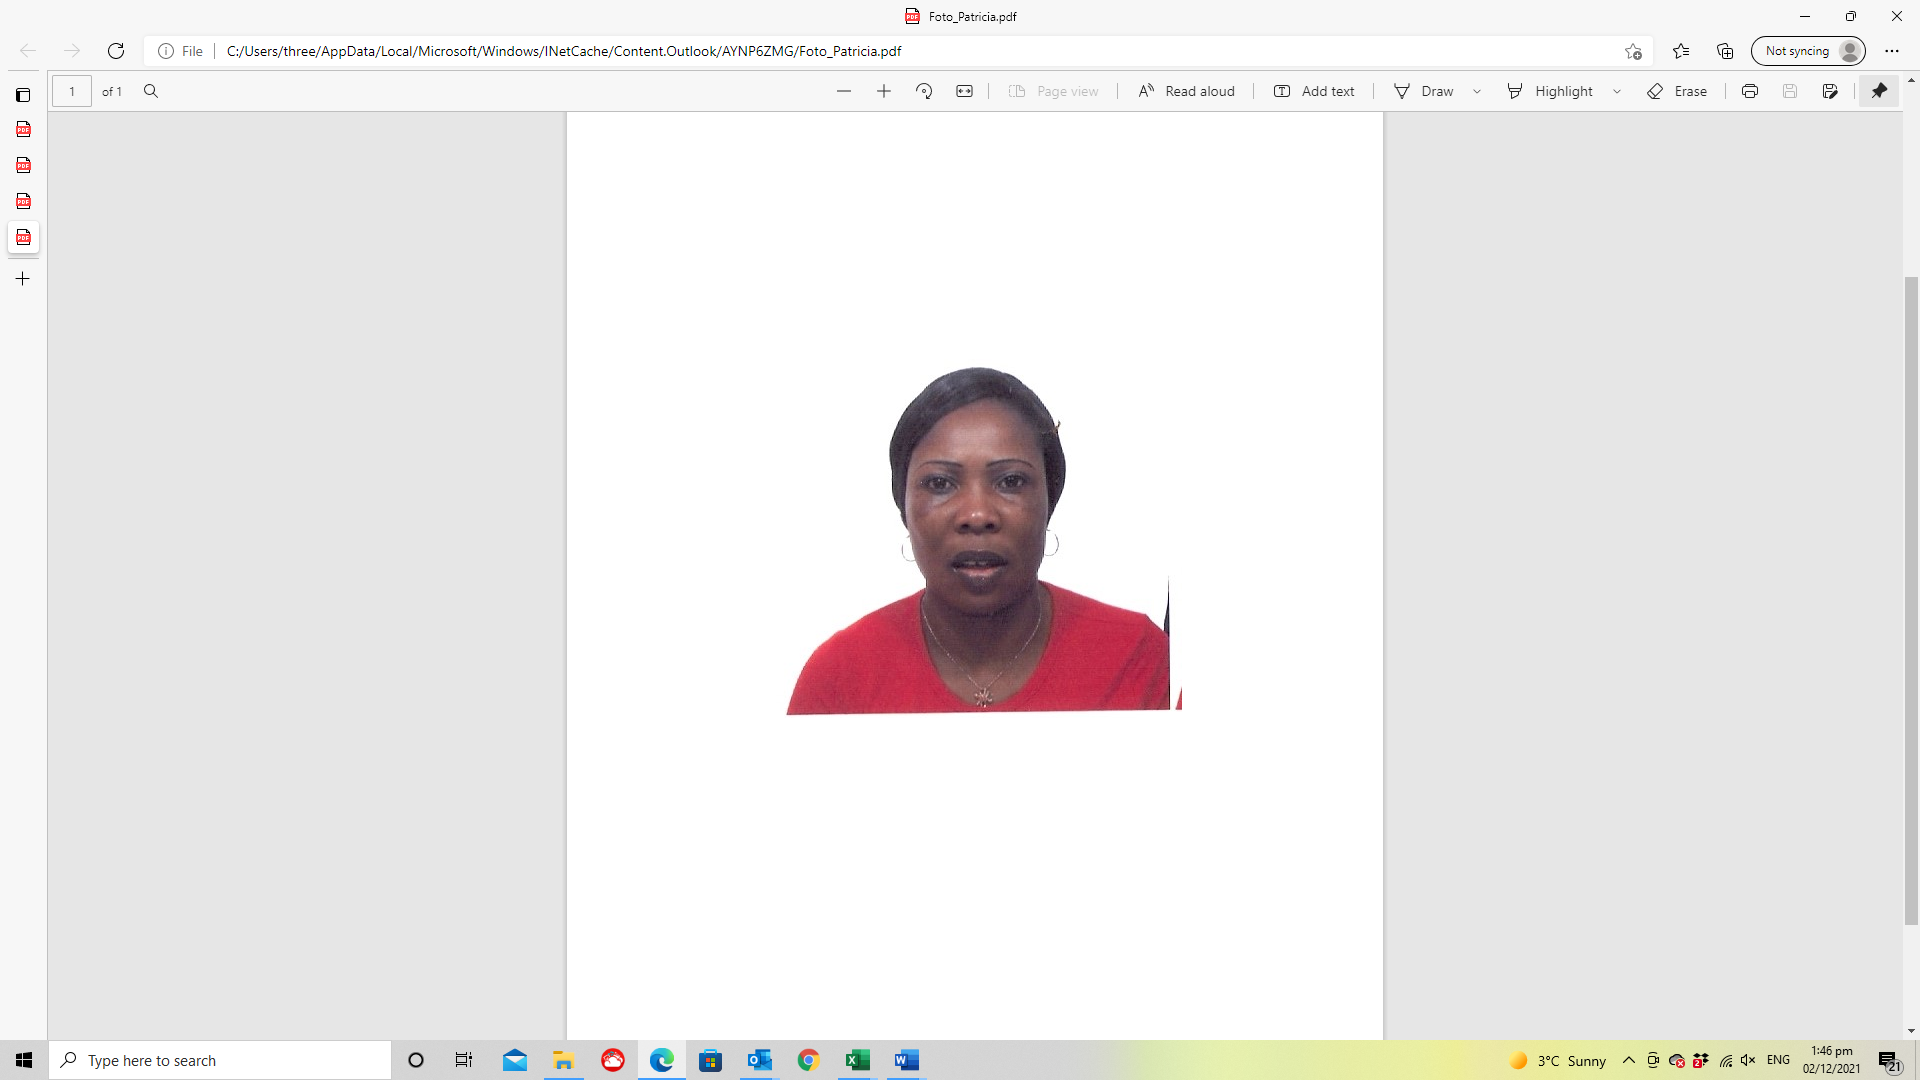 Foto_Patricia.pdf
File C:/Users/three/AppData/Local/Microsoft/Windows/INetCache/Content.Outlook/AYNP6ZMG/Foto_Patricia.pdf Not syncing
1 of 1 Page view Read aloud Add text Draw Highlight Erase
Type here to search
3°C Sunny ENG 1:46 pm
02/12/2021 21